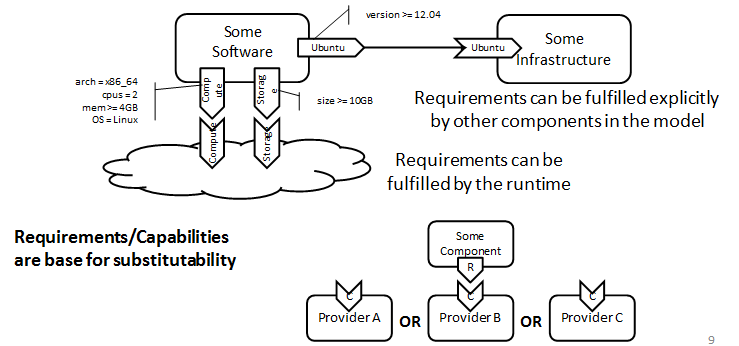 Some
Software
version >= 12.04
Ubuntu
Ubuntu
Some
Infrastructure
arch = x86_64
cpus = 2
mem >= 4GB
OS = Linux
Comp
ute
Storag
e
size >= 10GB
Compute
Storage
Requirements can be fulfilled explicitly
by other components in the model
Requirements can be
fulfilled by the runtime
Requirements/Capabilities
are base for substitutability
Some
Component
R
C
Provider A
OR
C
Provider B
OR
C
Provider C
9